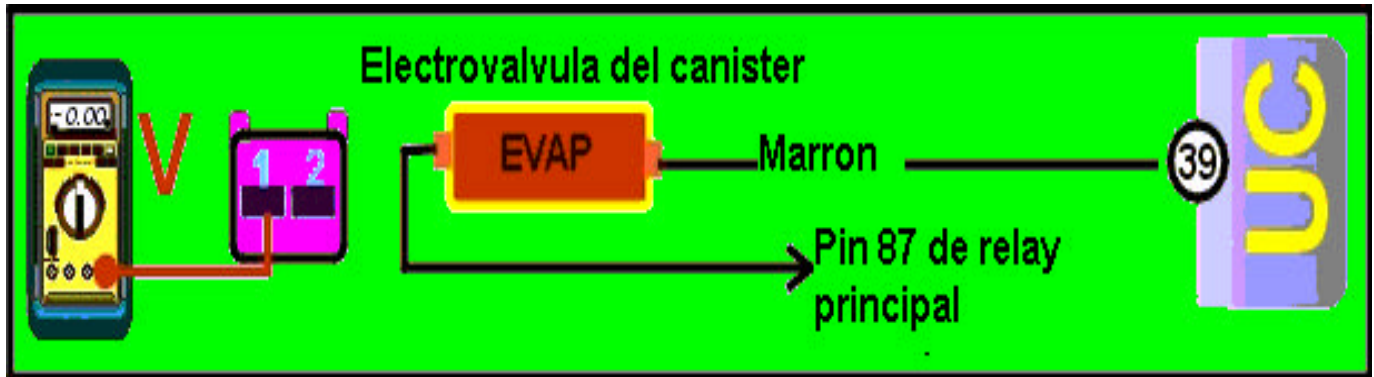 Electrovalvula del canister
-0.00
V
1 2
EVAP
Marron
39
UC
Pin 87 de relay
principal